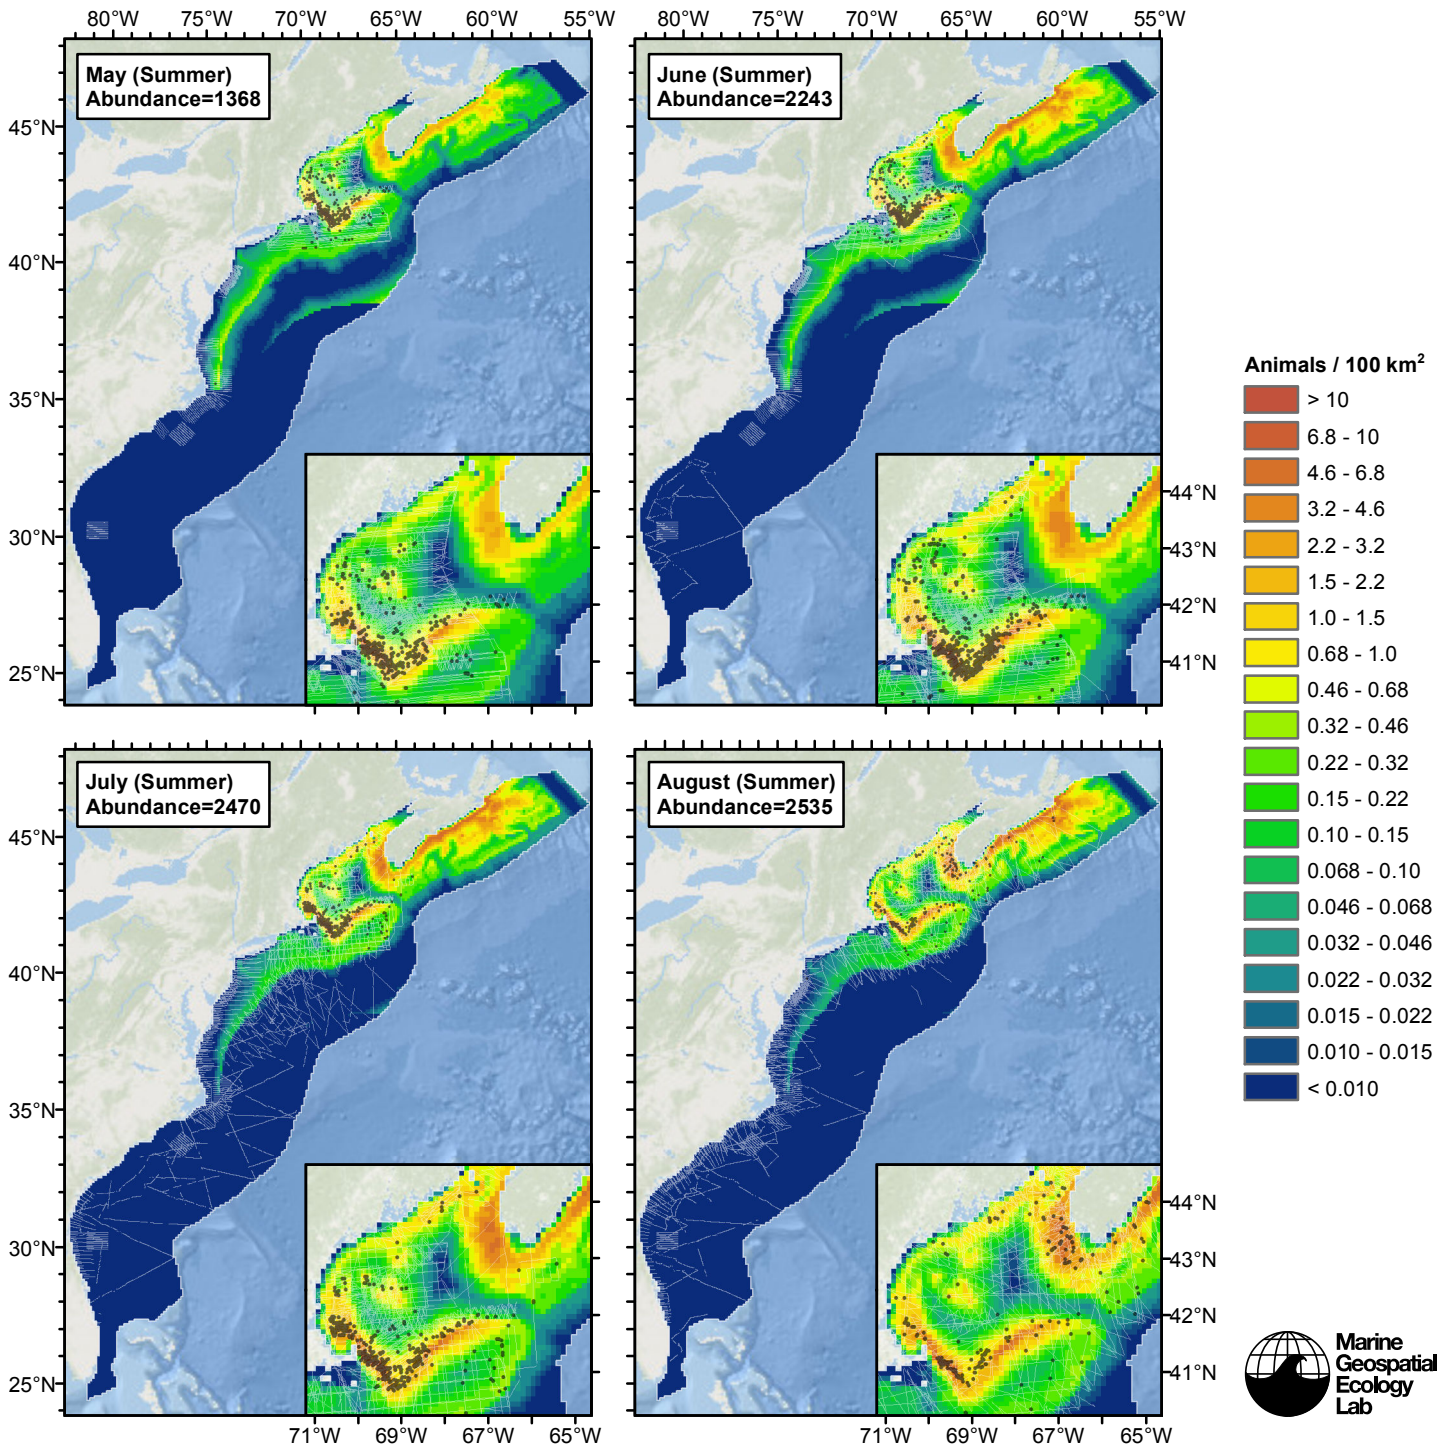 80°W 75°W 70°W 65°W 60°W 55°W
80°W 75°W 70°W 65°W 60°W 55°W
May (Summer)
Abundance=1368
June (Summer)
Abundance=2243
45°N
40°N
35°N
30°N
25°N
44°N
43°N
42°N
41°N
July (Summer)
Abundance=2470
August (Summer)
Abundance=2535
45°N
40°N
35°N
30°N
25°N
44°N
43°N
42°N
41°N
71°W 69°W 67°W 65°W
71°W 69°W 67°W 65°W
Animals / 100 km²
> 10
6.8 - 10
4.6 - 6.8
3.2 - 4.6
2.2 - 3.2
1.5 - 2.2
1.0 - 1.5
0.68 - 1.0
0.46 - 0.68
0.32 - 0.46
0.22 - 0.32
0.15 - 0.22
0.10 - 0.15
0.068 - 0.10
0.046 - 0.068
0.032 - 0.046
0.022 - 0.032
0.015 - 0.022
0.010 - 0.015
< 0.010
Marine
Geospatial
Ecology
Lab